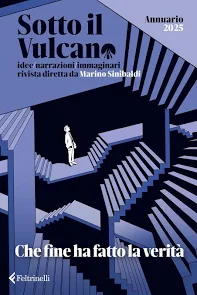 Sotto il
Vulcano
Annuario
2025
idee narrazioni immaginari
rivista diretta da Marino Sinibaldi
Che fine ha fatto la verità
Feltrinelli